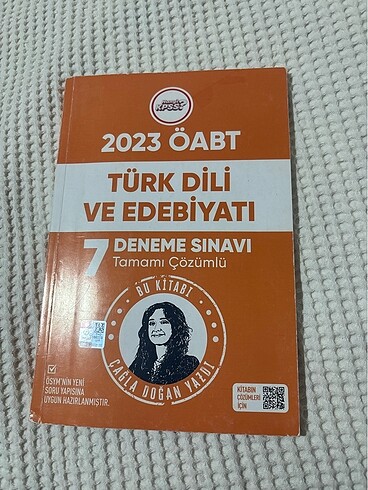 KPSSZ
2023 ÖABT
TÜRK DİLİ
VE EDEBİYATI
7 DENEME SINAVI
Tamamı Çözümlü
BU KİTABI
ÇAĞLA DOĞAN YAZDI
ÖSYM'NİN YENİ
SORU YAPISINA
UYGUN HAZIRLANMIŞTIR.
KİTABIN
ÇÖZÜMLERİ
İÇİN